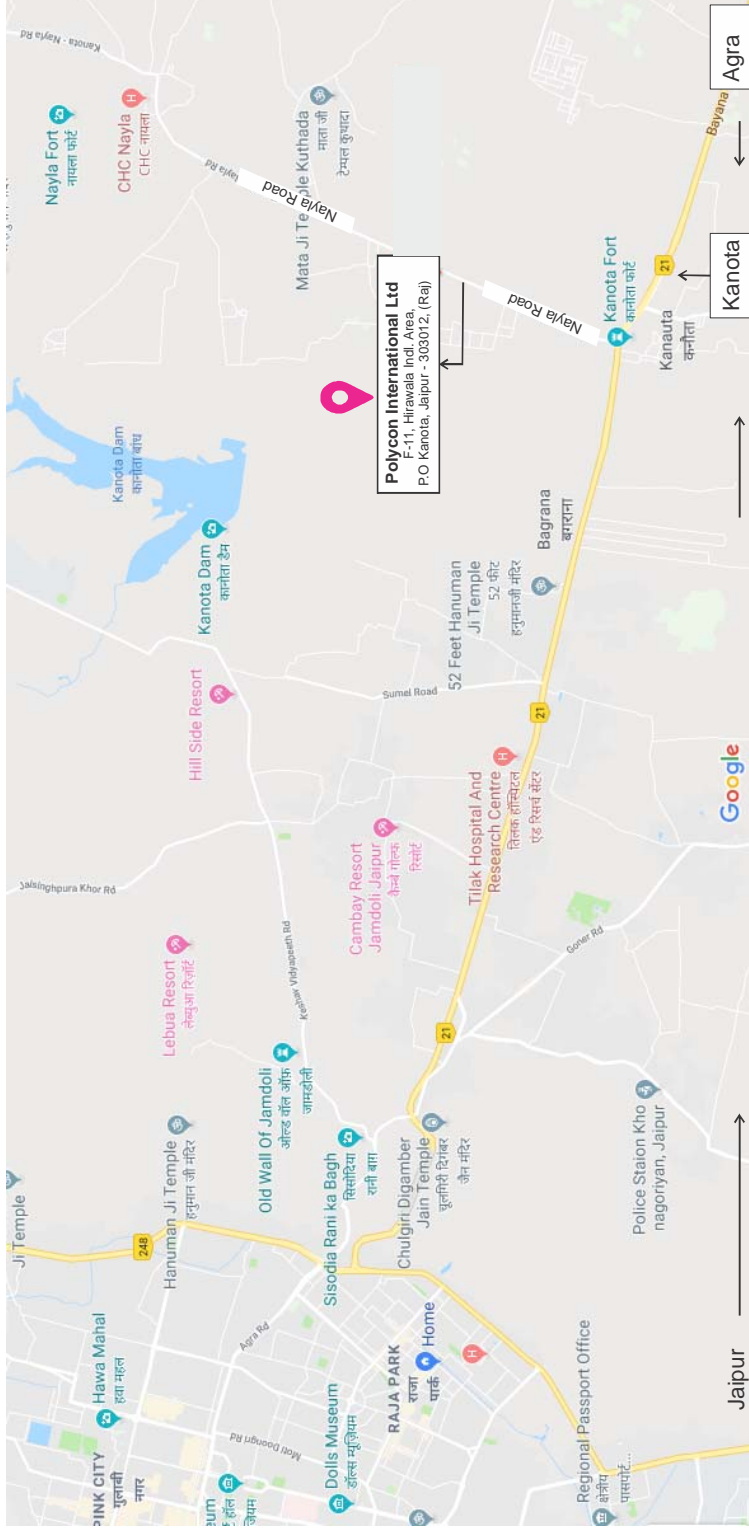 Ji Temple
Jaisinghpura Khor Rd
Kanota - Nayla Rd
Nayla Fort
नायला फोर्ट
PINK CITY
गुलाबी
नगर
Hawa Mahal
हवा महल
248
Hanuman Ji Temple
हनुमान जी मंदिर
Lebua Resort
लेब्युआ रिज़ॉर्ट
Hill Side Resort
Kanota Dam
कानोता बांध
Kanota Dam
कानोता डैम
CHC Nayla
CHC नायला
Nayla Rd
Moti Doongri Rd
Agra Rd
Old Wall Of Jamdoli
ओल्ड वॉल ऑफ़
जामडोली
Keshav Vidyapeeth Rd
Mata Ji Temple Kuthada
माता जी
टेम्पल कुथादा
Nayla Road
Dolls Museum
डॉल्स म्यूज़ियम
Sisodia Rani ka Bagh
सिसोदिया
रानी बाग़
Cambay Resort
Jamdoli Jaipur
कैम्बे गोल्फ
रिसोर्ट
Polycon International Ltd
F-11, Hirawala Indl. Area,
P.O Kanota, Jaipur - 303012, (Raj)
RAJA PARK
राजा
पार्क
Home
Chulgiri Digamber
Jain Temple
चूलगिरी दिगंबर
जैन मंदिर
21
Sumel Road
52 Feet Hanuman
Ji Temple
52 फीट
हनुमानजी मंदिर
Tilak Hospital And
Research Centre
तिलक हॉस्पिटल
एंड रिसर्च सेंटर
21
Bagrana
बगराना
Nayla Road
Goner Rd
Regional Passport Office
क्षेत्रीय
पासपोर्ट...
Police Staion Kho
nagoriyan, Jaipur
Kanota Fort
कानोता फोर्ट
Kanauta
कनौता
21
Bayana
Google
Jaipur
Kanota
Agra